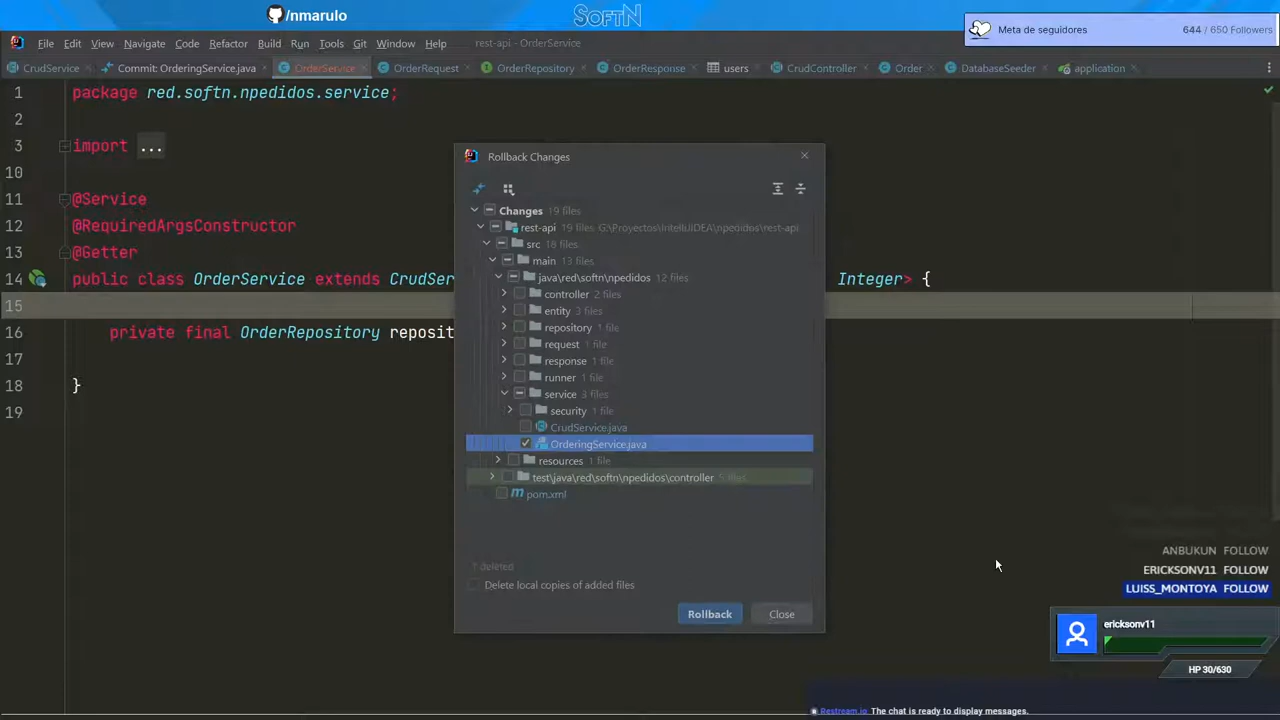 /nmarulo
SOFTN
Meta de seguidores 644 / 650 Followers
File Edit View Navigate Code Refactor Build Run Tools Git Window Help rest-api - OrderService
CrudService Commit: OrderingService.java OrderService OrderRequest OrderRepository OrderResponse users CrudController Order DatabaseSeeder application
1 package red.softn.npedidos.service;
2
3 import ...
10
11 @Service
12 @RequiredArgsConstructor
13 @Getter
14 public class OrderService extends CrudSer Integer> {
15
16 private final OrderRepository reposit
17
18 }
19
Rollback Changes
Changes 19 files
rest-api 19 files G:\Proyectos\IntelliJIDEA\npedidos\rest-api
src 18 files
main 13 files
java\red\softn\npedidos 12 files
controller 2 files
entity 3 files
repository 1 file
request 1 file
response 1 file
runner 1 file
service 3 files
security 1 file
CrudService.java
OrderingService.java
resources 1 file
test\java\red\softn\npedidos\controller 5 files
pom.xml
1 deleted
Delete local copies of added files
Rollback Close
ANBUKUN FOLLOW
ERICKSONV11 FOLLOW
LUISS_MONTOYA FOLLOW
ericksonv11
HP 30/630
Restream.io The chat is ready to display messages.